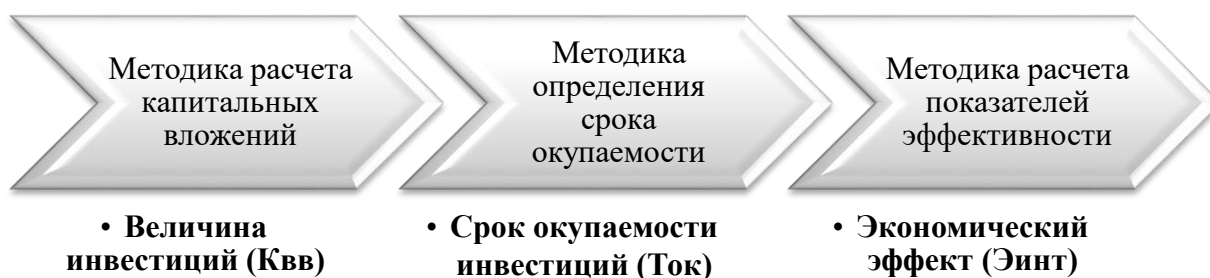 Методика расчета
капитальных
вложений
Методика
определения
срока
окупаемости
Методика расчета
показателей
эффективности
• Величина
инвестиций (Квв)
• Срок окупаемости
инвестиций (Ток)
• Экономический
эффект (Эинт)